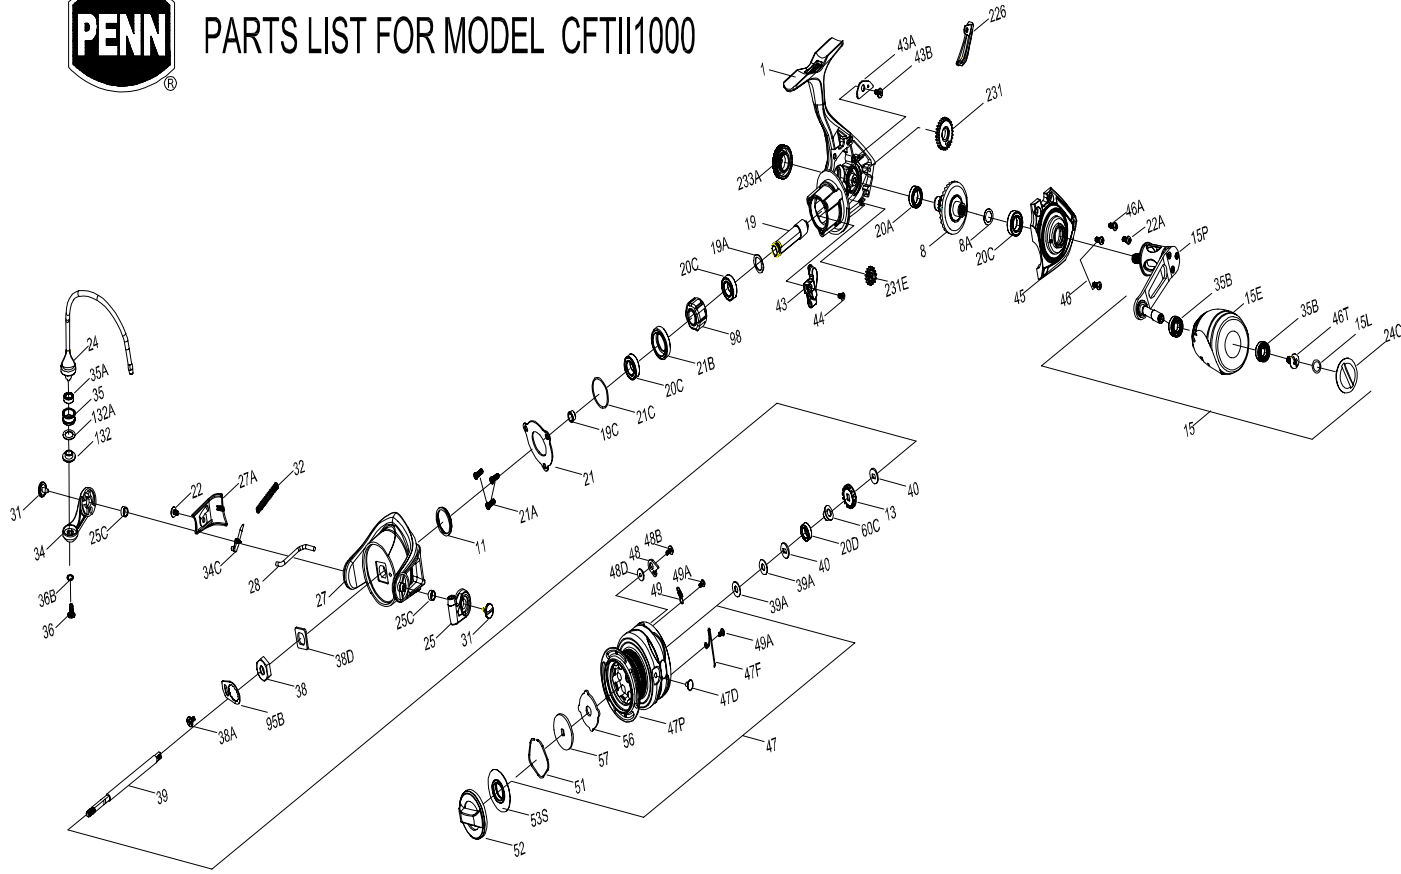 PENN
®
PARTS LIST FOR MODEL CFTII1000
226
43A
43B
1
231
233A
19
19A
20C
20A
8
8A
20C
46A
22A
15P
45
46
35B
15E
35B
46T
15L
24C
15
43
44
231E
98
21B
20C
21C
19C
21
21A
11
24
35A
35
132A
132
31
34
25C
22
27A
32
34C
28
27
36B
36
25C
25
31
38D
38
95B
38A
39
40
13
60C
20D
40
39A
39A
48B
48
48D
49A
49
49A
47F
47D
47P
47
56
57
51
53S
52